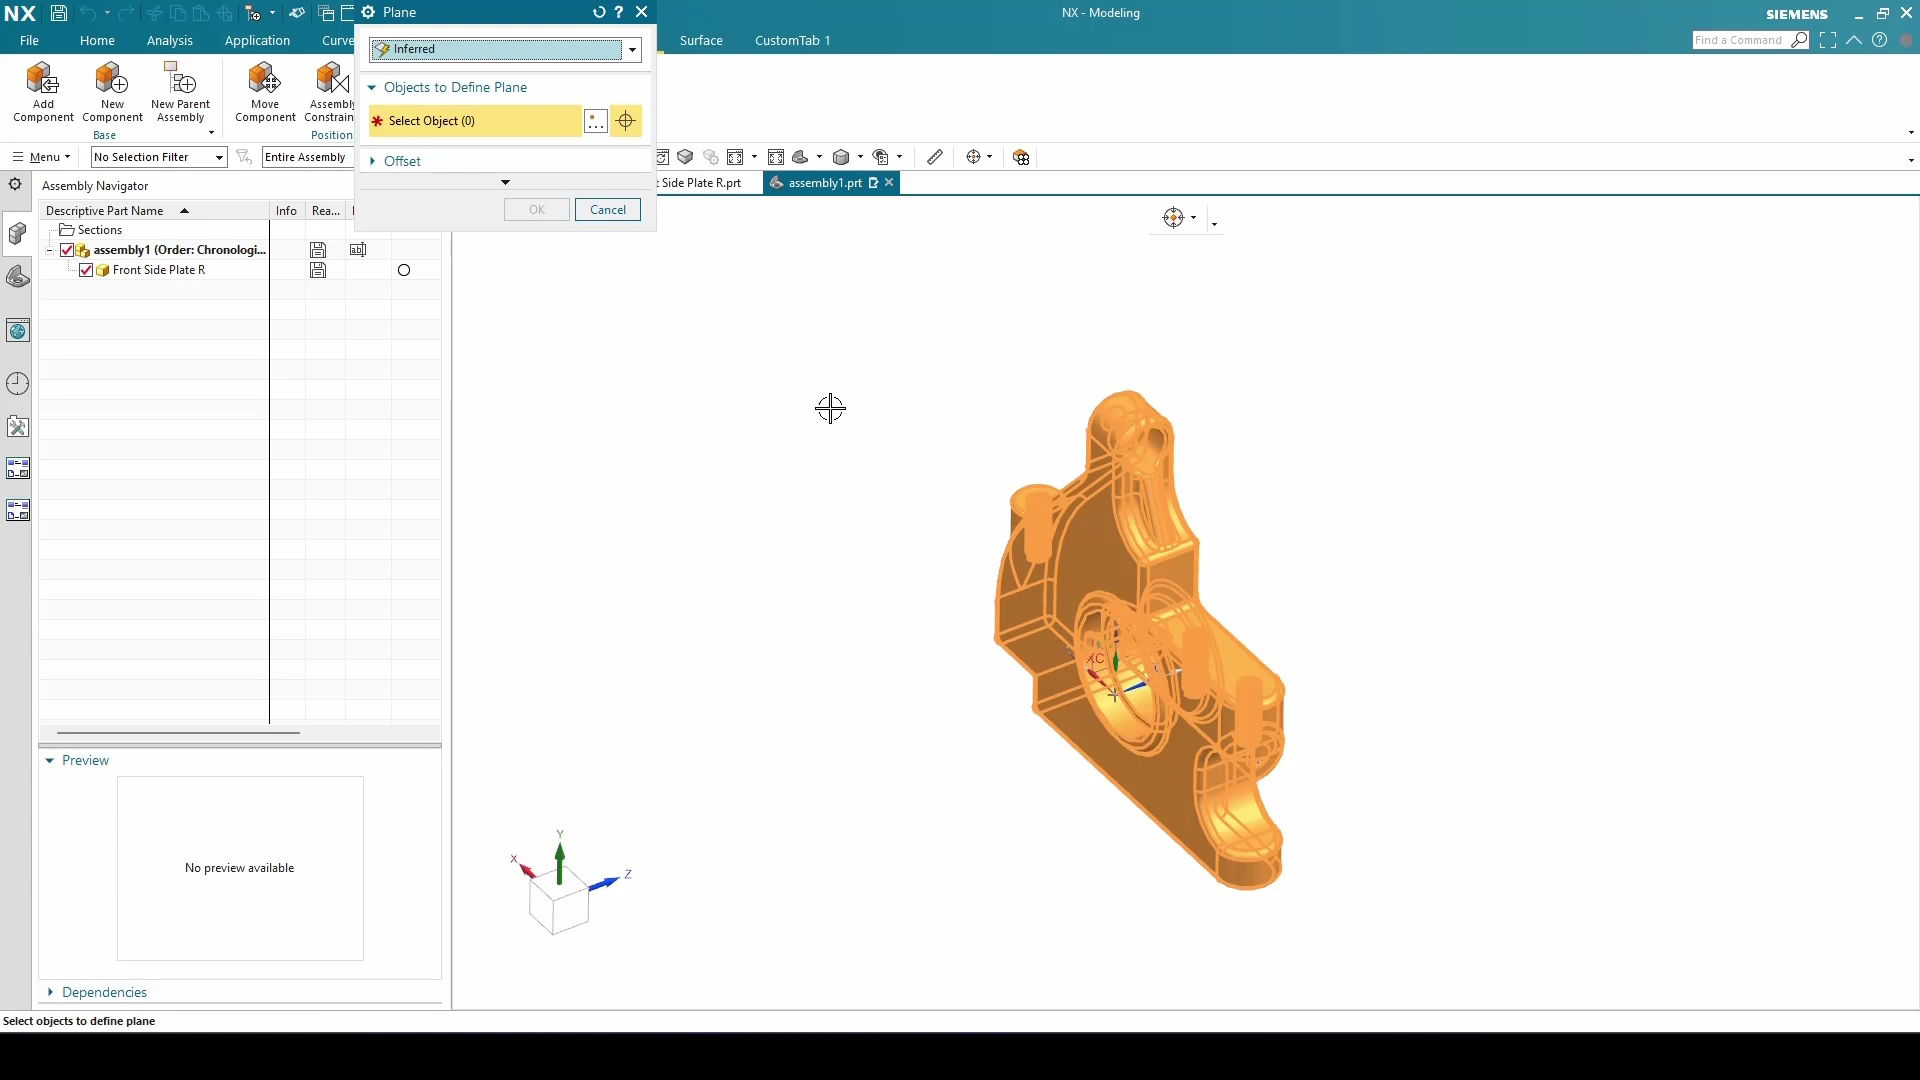 NX
Plane
NX - Modeling
SIEMENS
File
Home
Analysis
Application
Curve
Surface
CustomTab 1
Find a Command
Inferred
Objects to Define Plane
* Select Object (0)
Offset
OK
Cancel
Add Component
New Component
New Parent Assembly
Move Component
Assembly Constrain
Base
Position
Menu
No Selection Filter
Entire Assembly
Side Plate R.prt
assembly1.prt
Assembly Navigator
Descriptive Part Name
Info
Rea...
Sections
assembly1 (Order: Chronologi...
Front Side Plate R
XC
Preview
No preview available
Y
X
Z
Dependencies
Select objects to define plane